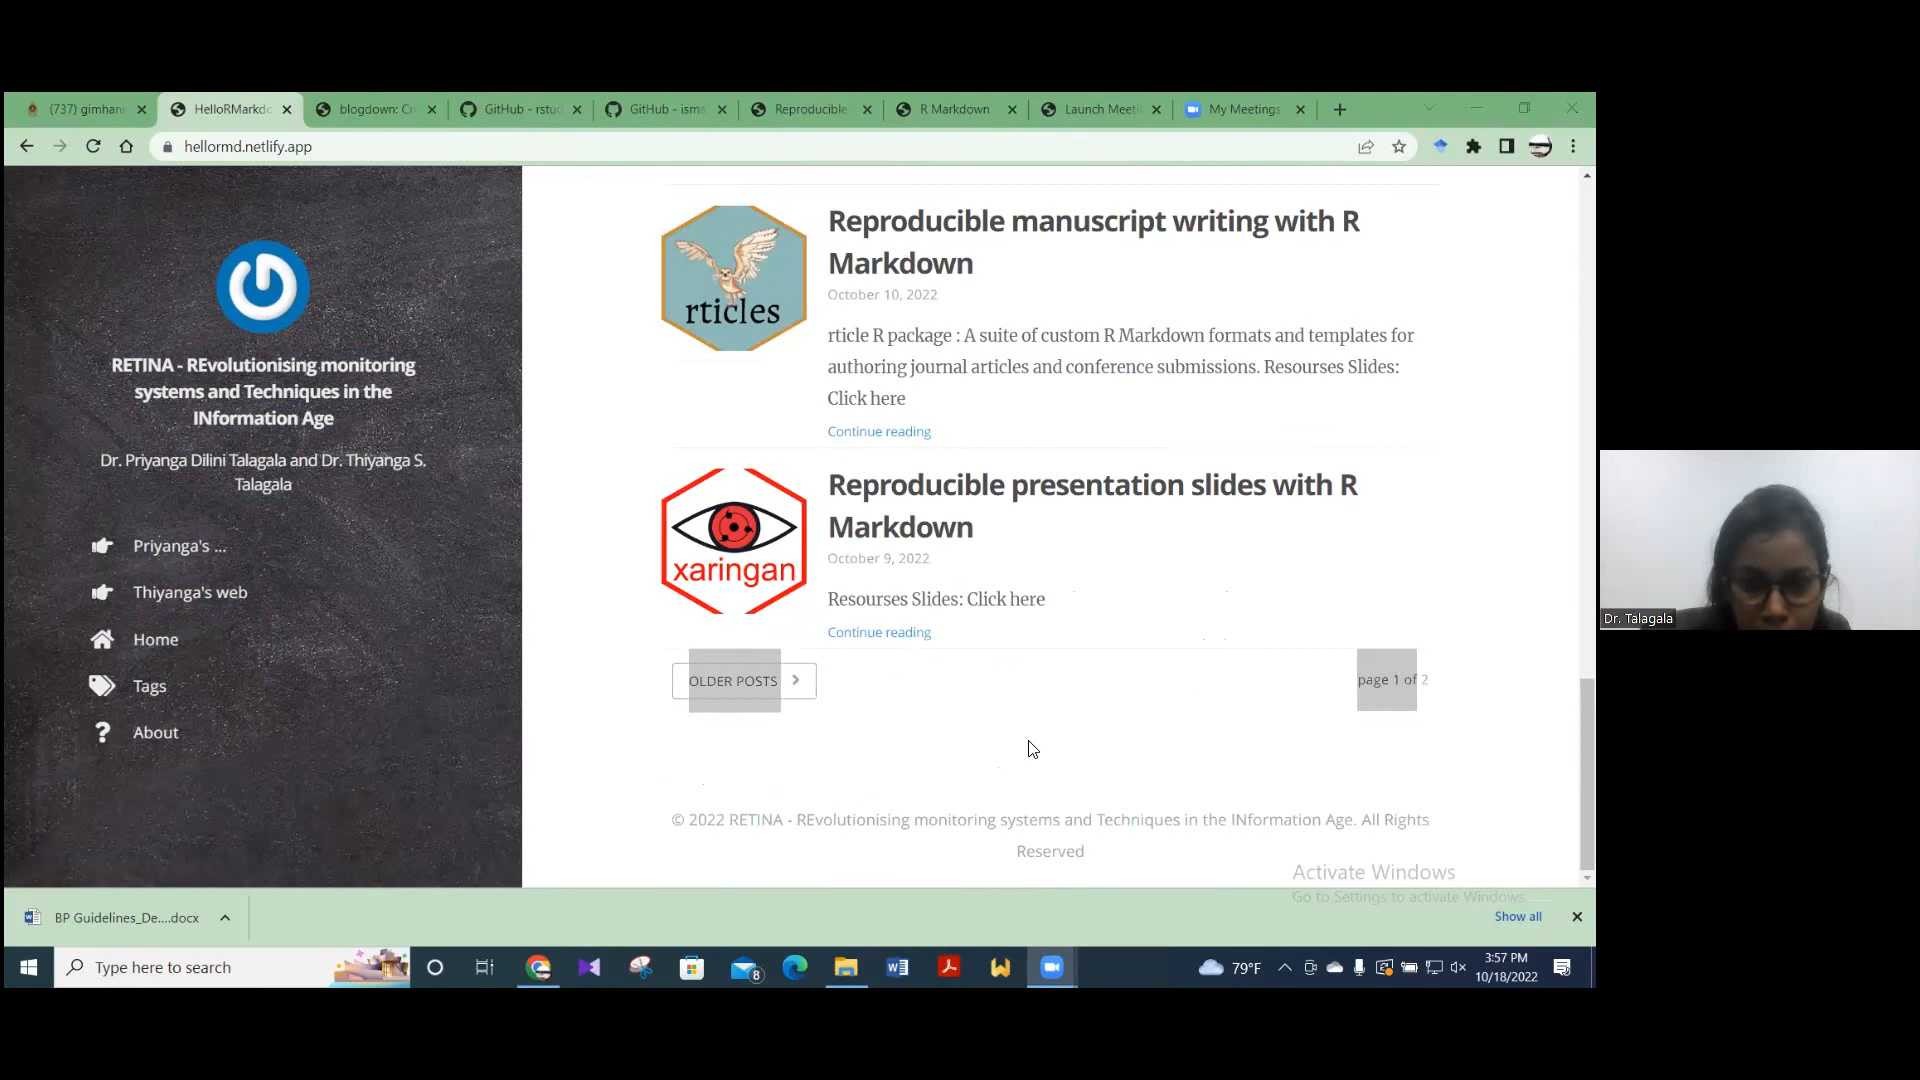 (737) gimhani
HelloRMarkdo
blogdown: Cr
GitHub - rstud
GitHub - isma
Reproducible
R Markdown
Launch Meeti
My Meetings
hellormd.netlify.app
RETINA - REvolutionising monitoring
systems and Techniques in the
INformation Age
Dr. Priyanga Dilini Talagala and Dr. Thiyanga S.
Talagala
Priyanga's ...
Thiyanga's web
Home
Tags
About
rticles
Reproducible manuscript writing with R
Markdown
October 10, 2022
rticle R package : A suite of custom R Markdown formats and templates for
authoring journal articles and conference submissions. Resourses Slides:
Click here
Continue reading
xaringan
Reproducible presentation slides with R
Markdown
October 9, 2022
Resourses Slides: Click here
Continue reading
OLDER POSTS
page 1 of 2
© 2022 RETINA - REvolutionising monitoring systems and Techniques in the INformation Age. All Rights
Reserved
Activate Windows
Go to Settings to activate Windows.
Dr. Talagala
BP Guidelines_De....docx
Show all
Type here to search
8
79°F
3:57 PM
10/18/2022